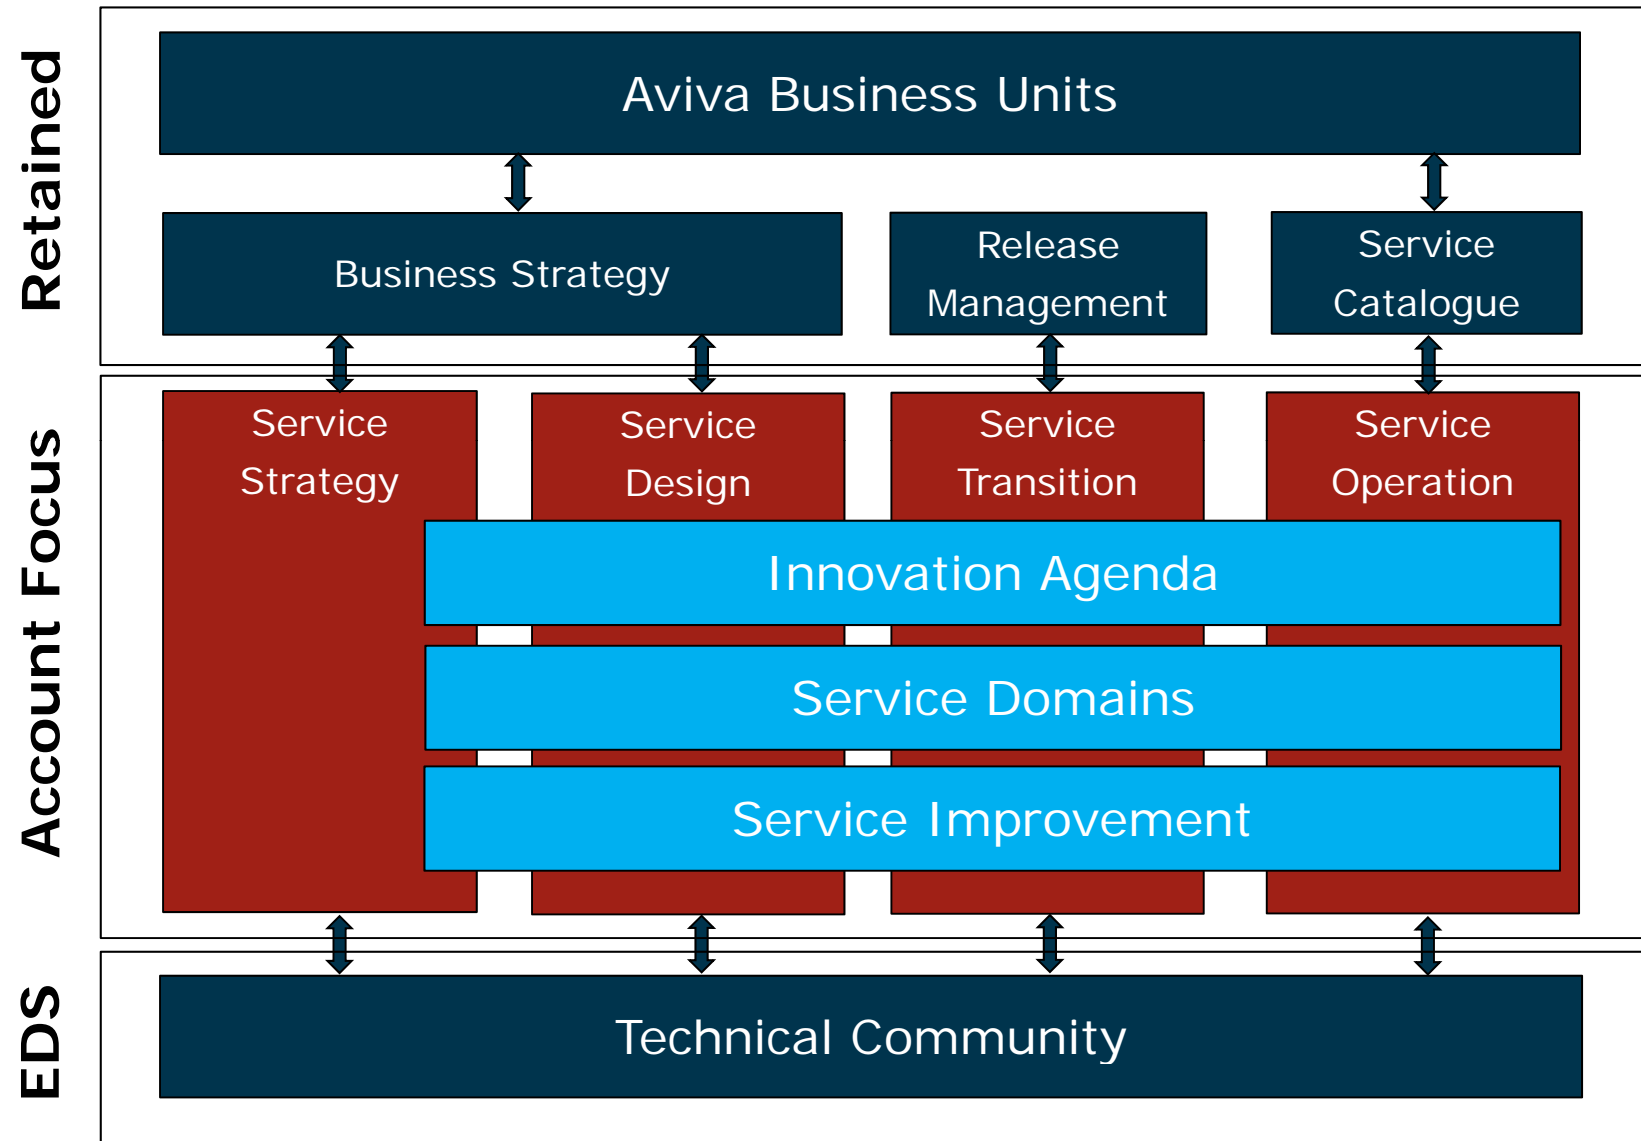 Retained
Aviva Business Units
Business Strategy
Release
Management
Service
Catalogue
Account Focus
Service
Strategy
Service
Design
Service
Transition
Service
Operation
Innovation Agenda
Service Domains
Service Improvement
EDS
Technical Community